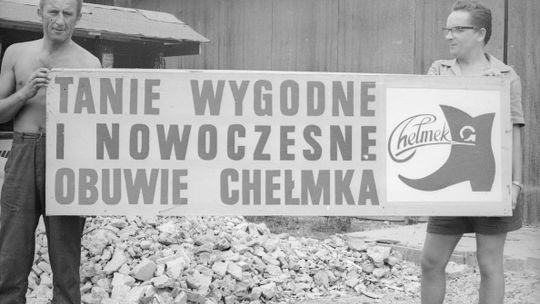 TANIE WYGODNE
I NOWOCZESNE
OBUWIE CHEŁMKA
Chełmek